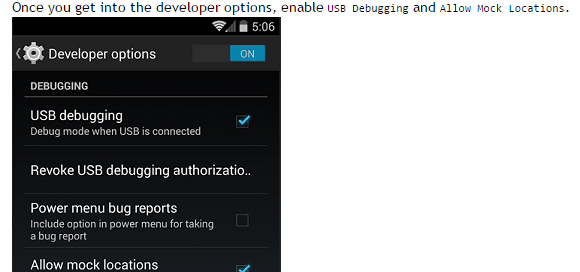 Once you get into the developer options, enable USB Debugging and Allow Mock Locations.
5:06
Developer options
ON
DEBUGGING
USB debugging
Debug mode when USB is connected
Revoke USB debugging authorizatio..
Power menu bug reports
Include option in power menu for taking
a bug report
Allow mock locations